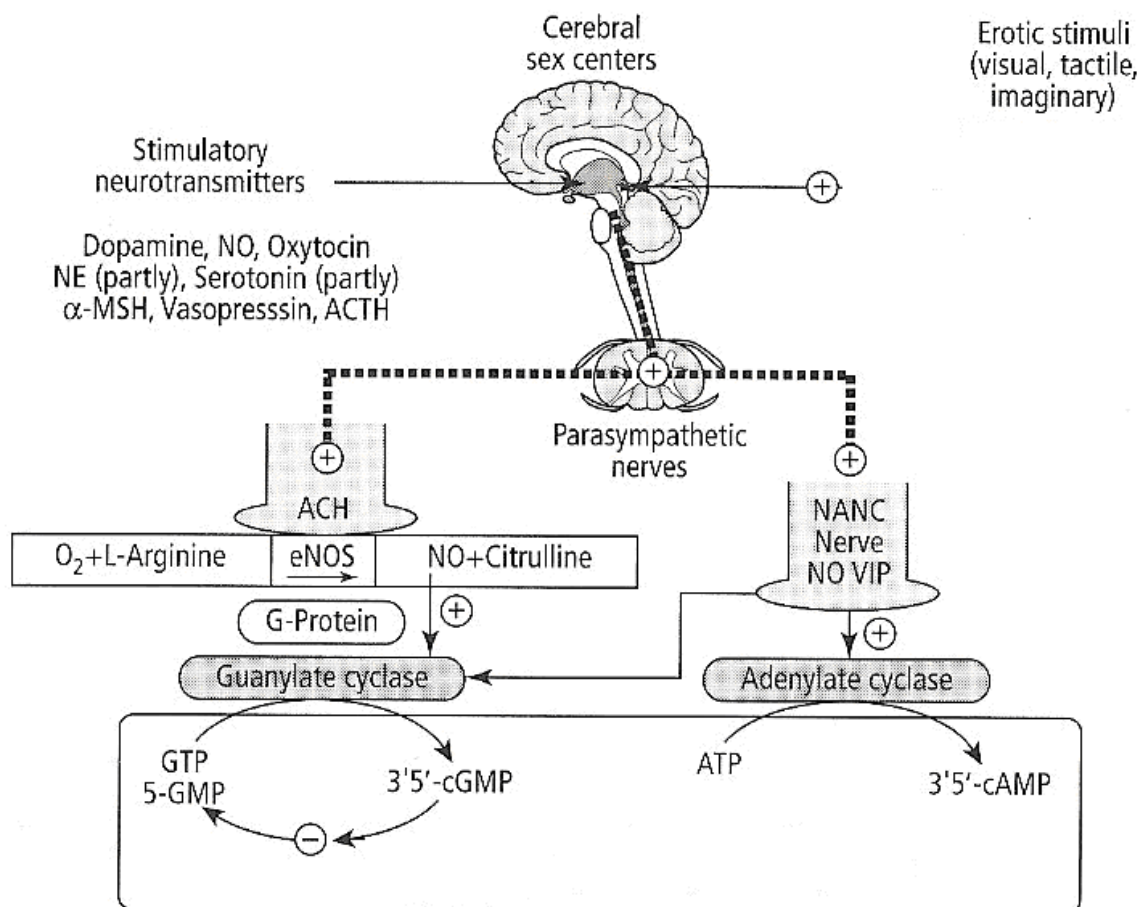 Cerebral
sex centers
Erotic stimuli
(visual, tactile,
imaginary)
Stimulatory
neurotransmitters
+
Dopamine, NO, Oxytocin
NE (partly), Serotonin (partly)
α-MSH, Vasopresssin, ACTH
+
Parasympathetic
nerves
+
+
ACH
NANC
Nerve
NO VIP
O₂+L-Arginine
eNOS
NO+Citrulline
+
+
G-Protein
Guanylate cyclase
Adenylate cyclase
GTP
5-GMP
3'5'-cGMP
ATP
3'5'-cAMP
−